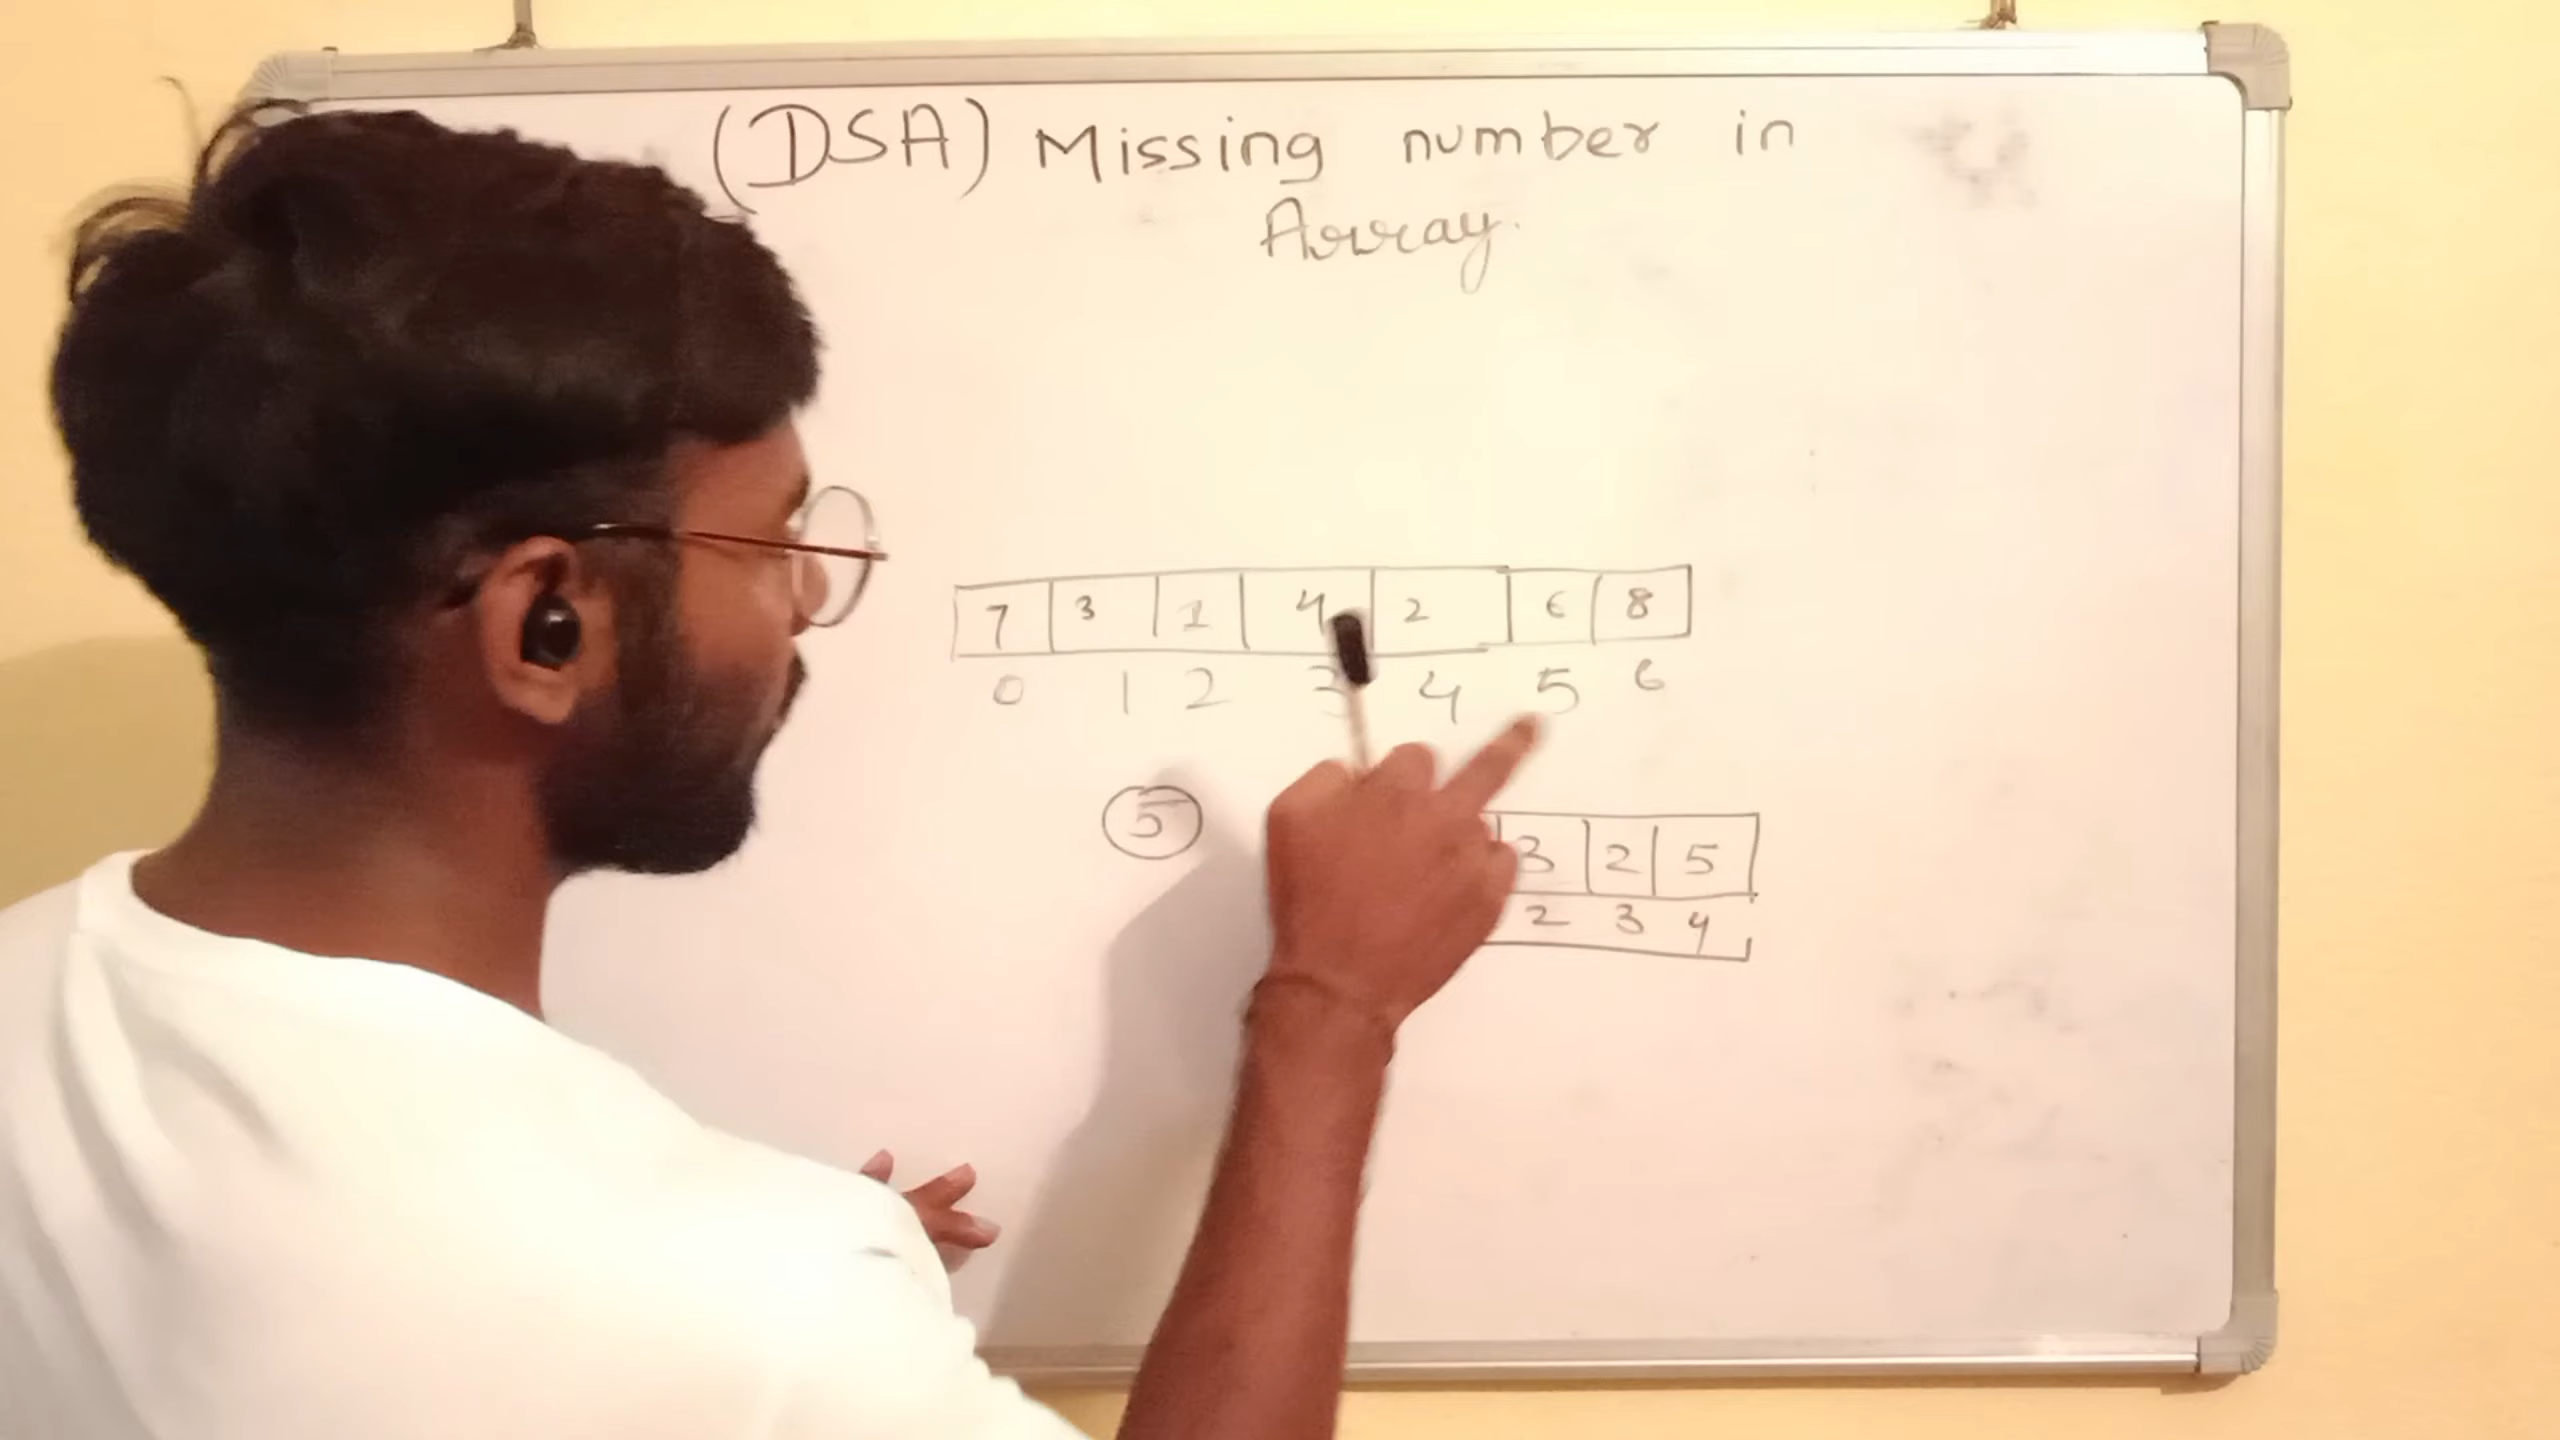 (DSA) Missing number in
Array.
7 3 1 4 2 6 8
0 1 2 3 4 5 6
5
3 2 5
2 3 4